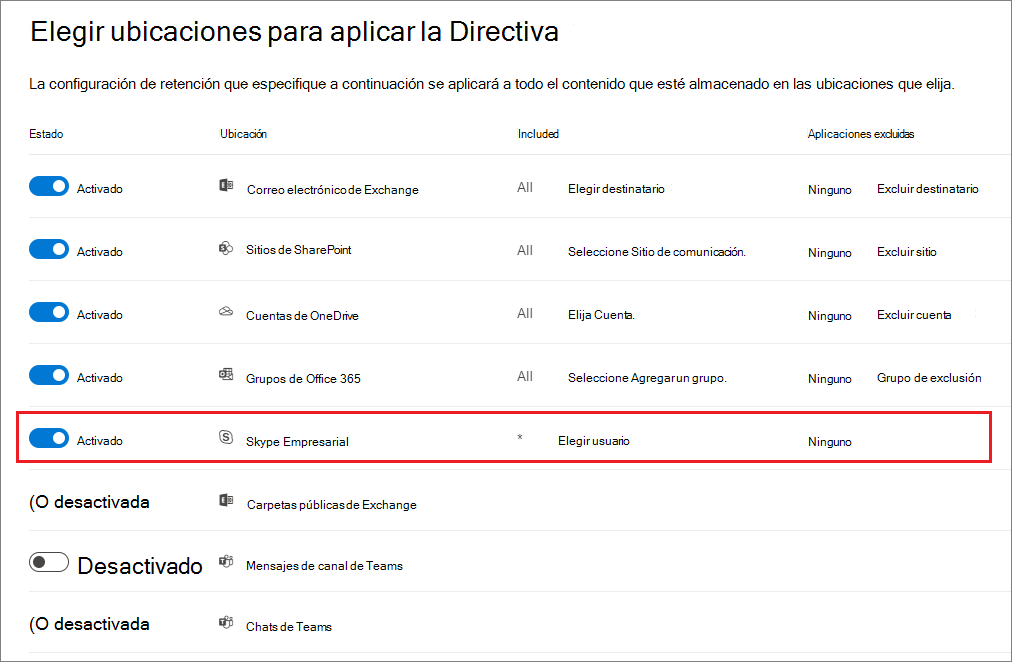 Elegir ubicaciones para aplicar la Directiva
La configuración de retención que especifique a continuación se aplicará a todo el contenido que esté almacenado en las ubicaciones que elija.
Estado Ubicación Included Aplicaciones excluidas
Activado Correo electrónico de Exchange All Elegir destinatario Ninguno Excluir destinatario
Activado Sitios de SharePoint All Seleccione Sitio de comunicación. Ninguno Excluir sitio
Activado Cuentas de OneDrive All Elija Cuenta. Ninguno Excluir cuenta
Activado Grupos de Office 365 All Seleccione Agregar un grupo. Ninguno Grupo de exclusión
Activado Skype Empresarial * Elegir usuario Ninguno
(O desactivada Carpetas públicas de Exchange
Desactivado Mensajes de canal de Teams
(O desactivada Chats de Teams